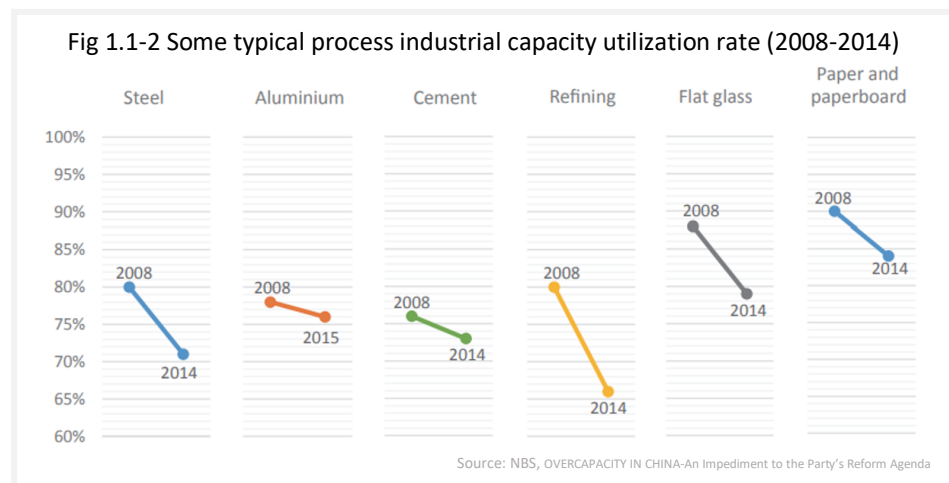 Fig 1.1-2 Some typical process industrial capacity utilization rate (2008-2014)
Steel
Aluminium
Cement
Refining
Flat glass
Paper and
paperboard
100%
95%
90%
85%
80%
75%
70%
65%
60%
2008
2014
2008
2015
2008
2014
2008
2014
2008
2014
2008
2014
Source: NBS, OVERCAPACITY IN CHINA-An Impediment to the Party's Reform Agenda